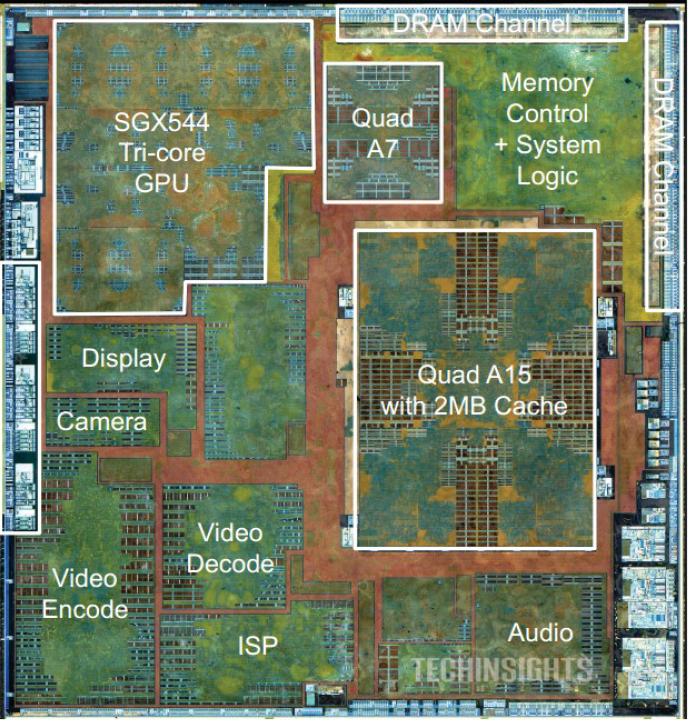 DRAM Channel
SGX544
Tri-core
GPU
Quad
A7
Memory
Control
+ System
Logic
DRAM Channel
Quad A15
with 2MB Cache
Display
Camera
Video
Decode
Video
Encode
ISP
Audio
TECHINSIGHTS